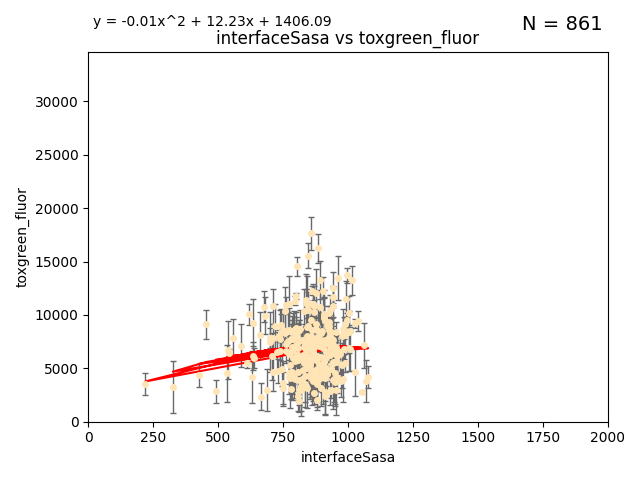 y = -0.01x^2 + 12.23x + 1406.09
N = 861
interfaceSasa vs toxgreen_fluor
toxgreen_fluor
30000
25000
20000
15000
10000
5000
0
0 250 500 750 1000 1250 1500 1750 2000
interfaceSasa